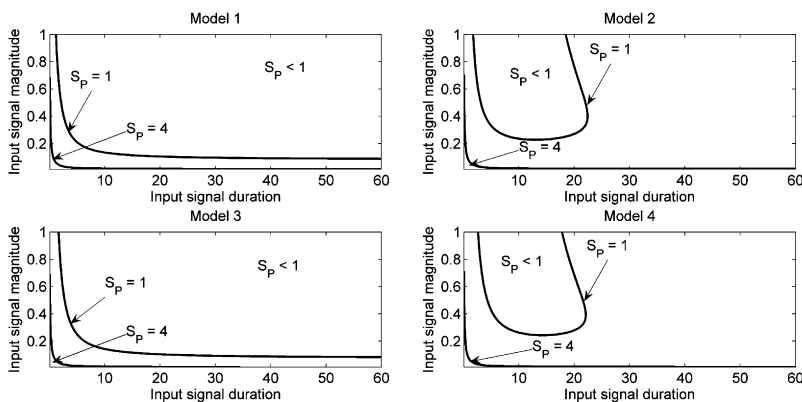 Model 1
Input signal magnitude
1
0.8
0.6
0.4
0.2
S_P = 1
S_P < 1
S_P = 4
0 10 20 30 40 50 60
Input signal duration
Model 2
Input signal magnitude
1
0.8
0.6
0.4
0.2
S_P < 1
S_P = 1
S_P = 4
0 10 20 30 40 50 60
Input signal duration
Model 3
Input signal magnitude
1
0.8
0.6
0.4
0.2
S_P < 1
S_P = 1
S_P = 4
0 10 20 30 40 50 60
Input signal duration
Model 4
Input signal magnitude
1
0.8
0.6
0.4
0.2
S_P = 1
S_P < 1
S_P = 4
0 10 20 30 40 50 60
Input signal duration